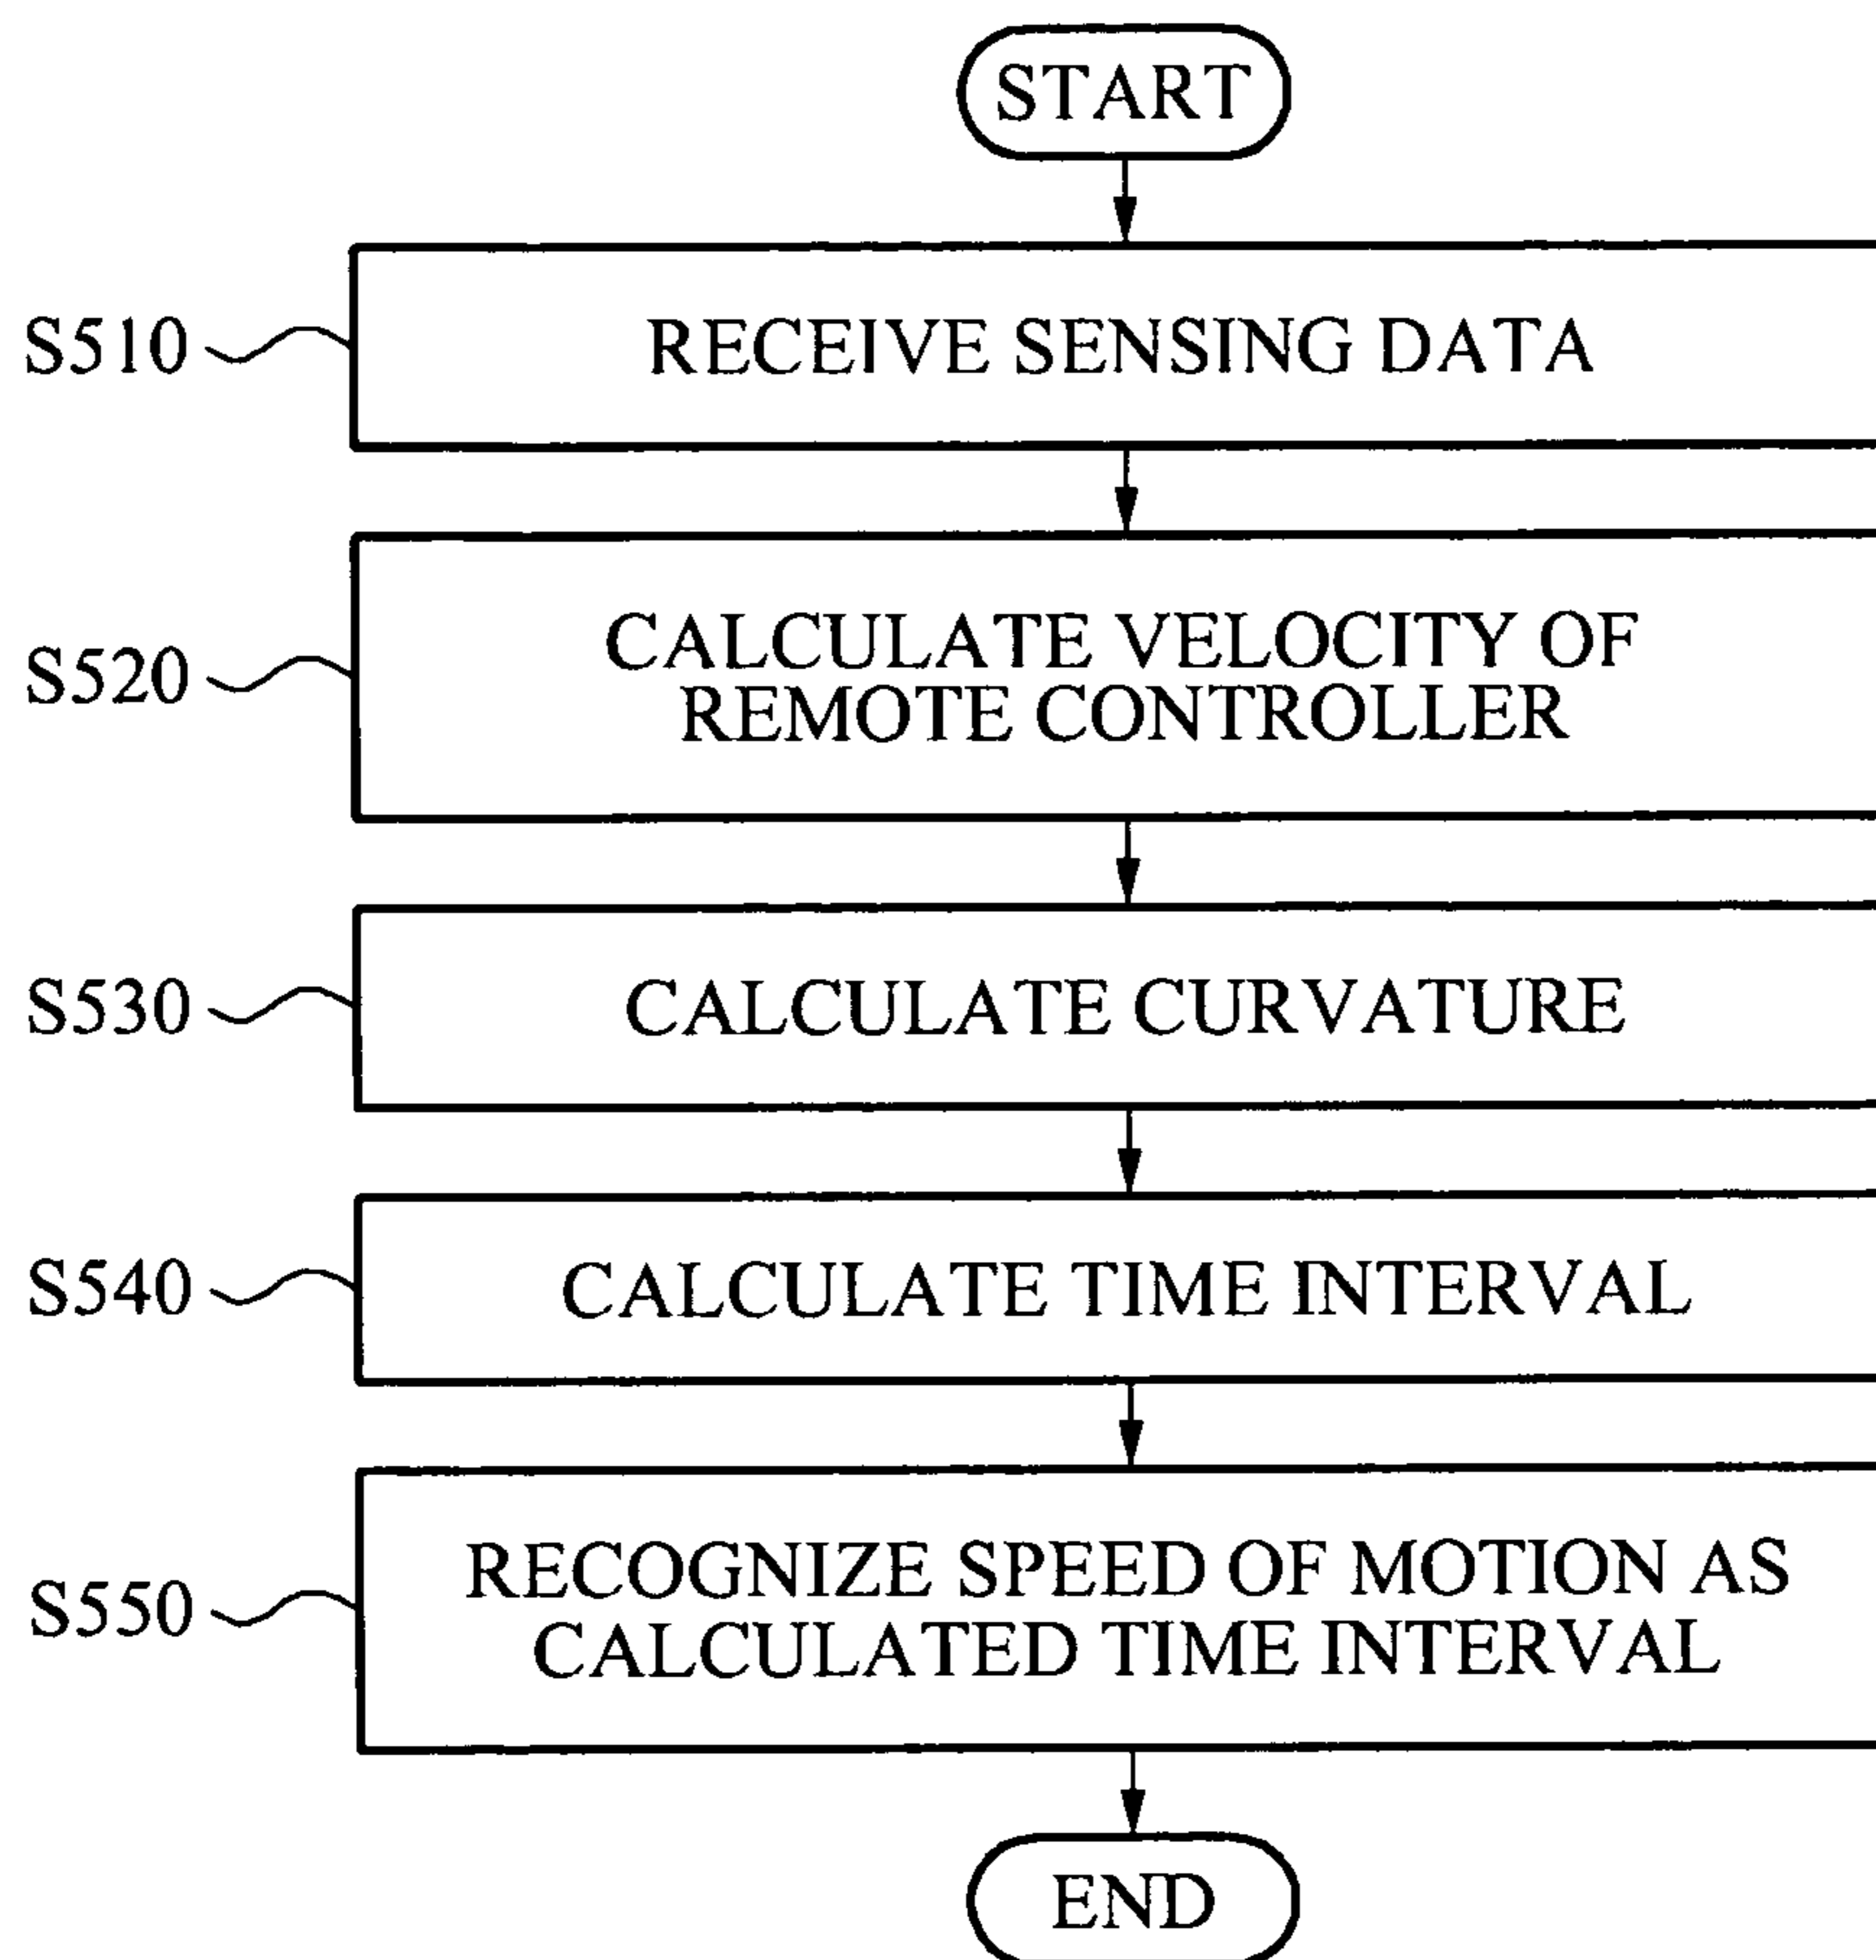 START
S510
RECEIVE SENSING DATA
S520
CALCULATE VELOCITY OF
REMOTE CONTROLLER
S530
CALCULATE CURVATURE
S540
CALCULATE TIME INTERVAL
S550
RECOGNIZE SPEED OF MOTION AS
CALCULATED TIME INTERVAL
END